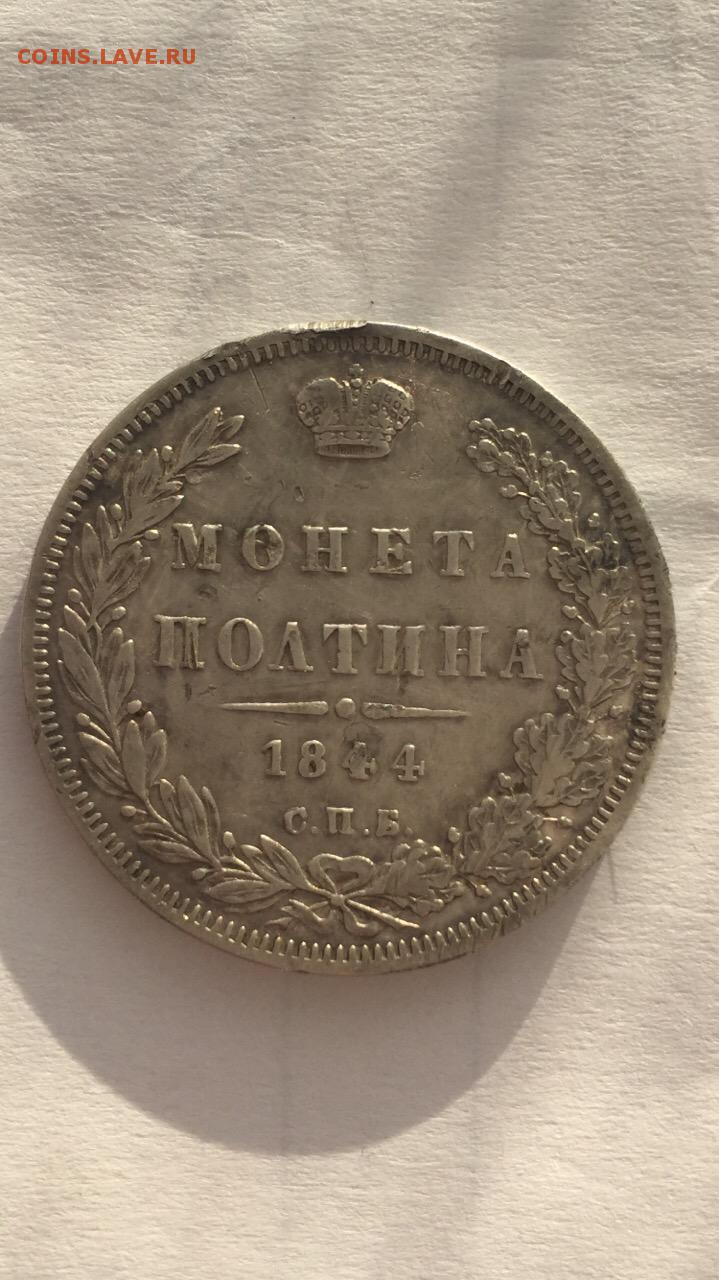 COINS.LAVE.RU
МОНЕТА
ПОЛТИНА
1844
С.П.Б.